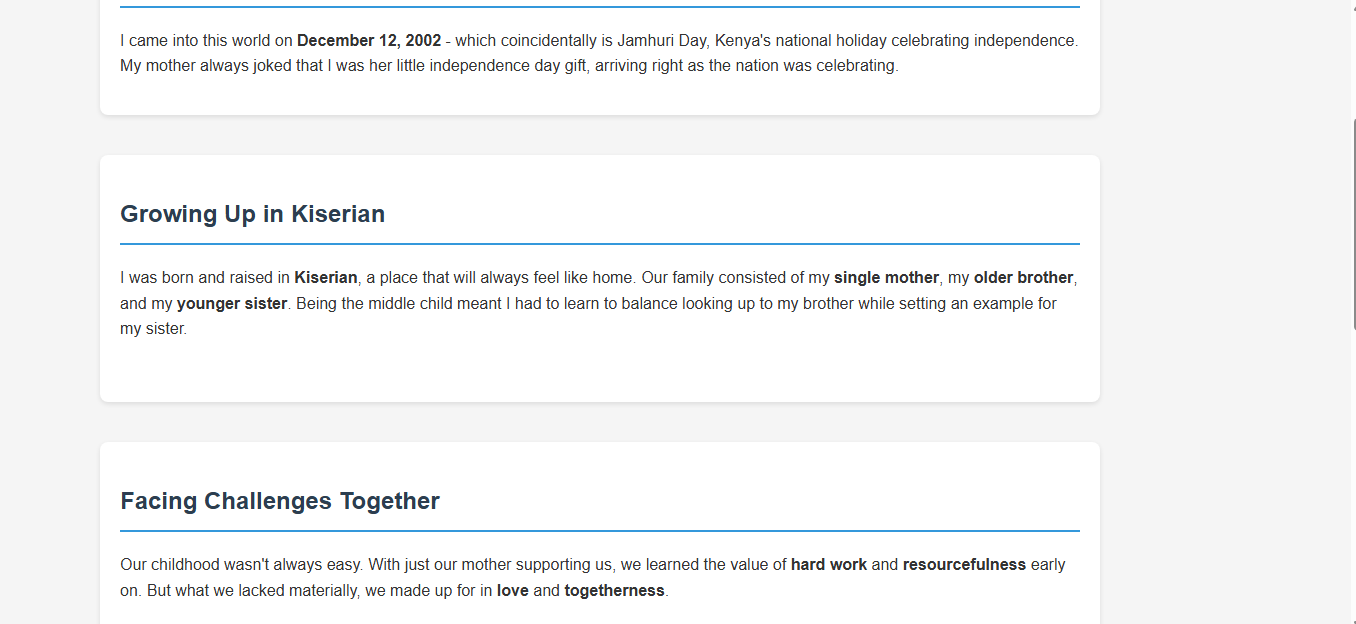 I came into this world on December 12, 2002 - which coincidentally is Jamhuri Day, Kenya's national holiday celebrating independence.
My mother always joked that I was her little independence day gift, arriving right as the nation was celebrating.
Growing Up in Kiserian
I was born and raised in Kiserian, a place that will always feel like home. Our family consisted of my single mother, my older brother,
and my younger sister. Being the middle child meant I had to learn to balance looking up to my brother while setting an example for
my sister.
Facing Challenges Together
Our childhood wasn't always easy. With just our mother supporting us, we learned the value of hard work and resourcefulness early
on. But what we lacked materially, we made up for in love and togetherness.